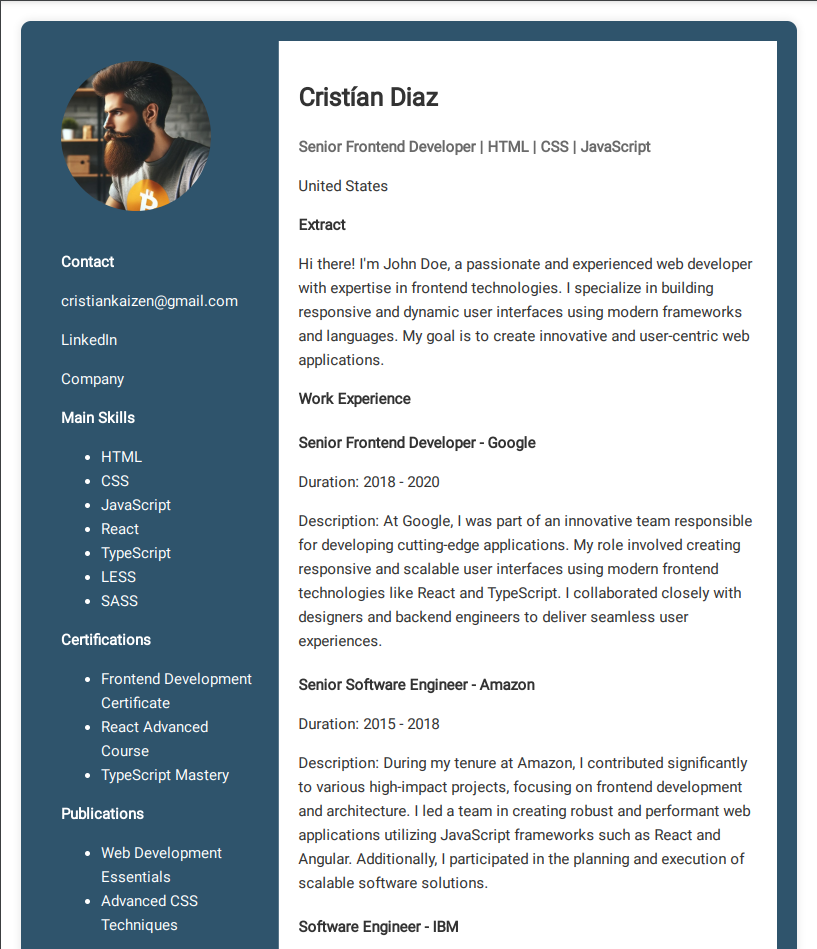 Contact
cristiankaizen@gmail.com
LinkedIn
Company
Main Skills
• HTML
• CSS
• JavaScript
• React
• TypeScript
• LESS
• SASS
Certifications
• Frontend Development
Certificate
• React Advanced
Course
• TypeScript Mastery
Publications
• Web Development
Essentials
• Advanced CSS
Techniques
Cristían Diaz
Senior Frontend Developer | HTML | CSS | JavaScript
United States
Extract
Hi there! I'm John Doe, a passionate and experienced web developer
with expertise in frontend technologies. I specialize in building
responsive and dynamic user interfaces using modern frameworks
and languages. My goal is to create innovative and user-centric web
applications.
Work Experience
Senior Frontend Developer - Google
Duration: 2018 - 2020
Description: At Google, I was part of an innovative team responsible
for developing cutting-edge applications. My role involved creating
responsive and scalable user interfaces using modern frontend
technologies like React and TypeScript. I collaborated closely with
designers and backend engineers to deliver seamless user
experiences.
Senior Software Engineer - Amazon
Duration: 2015 - 2018
Description: During my tenure at Amazon, I contributed significantly
to various high-impact projects, focusing on frontend development
and architecture. I led a team in creating robust and performant web
applications utilizing JavaScript frameworks such as React and
Angular. Additionally, I participated in the planning and execution of
scalable software solutions.
Software Engineer - IBM